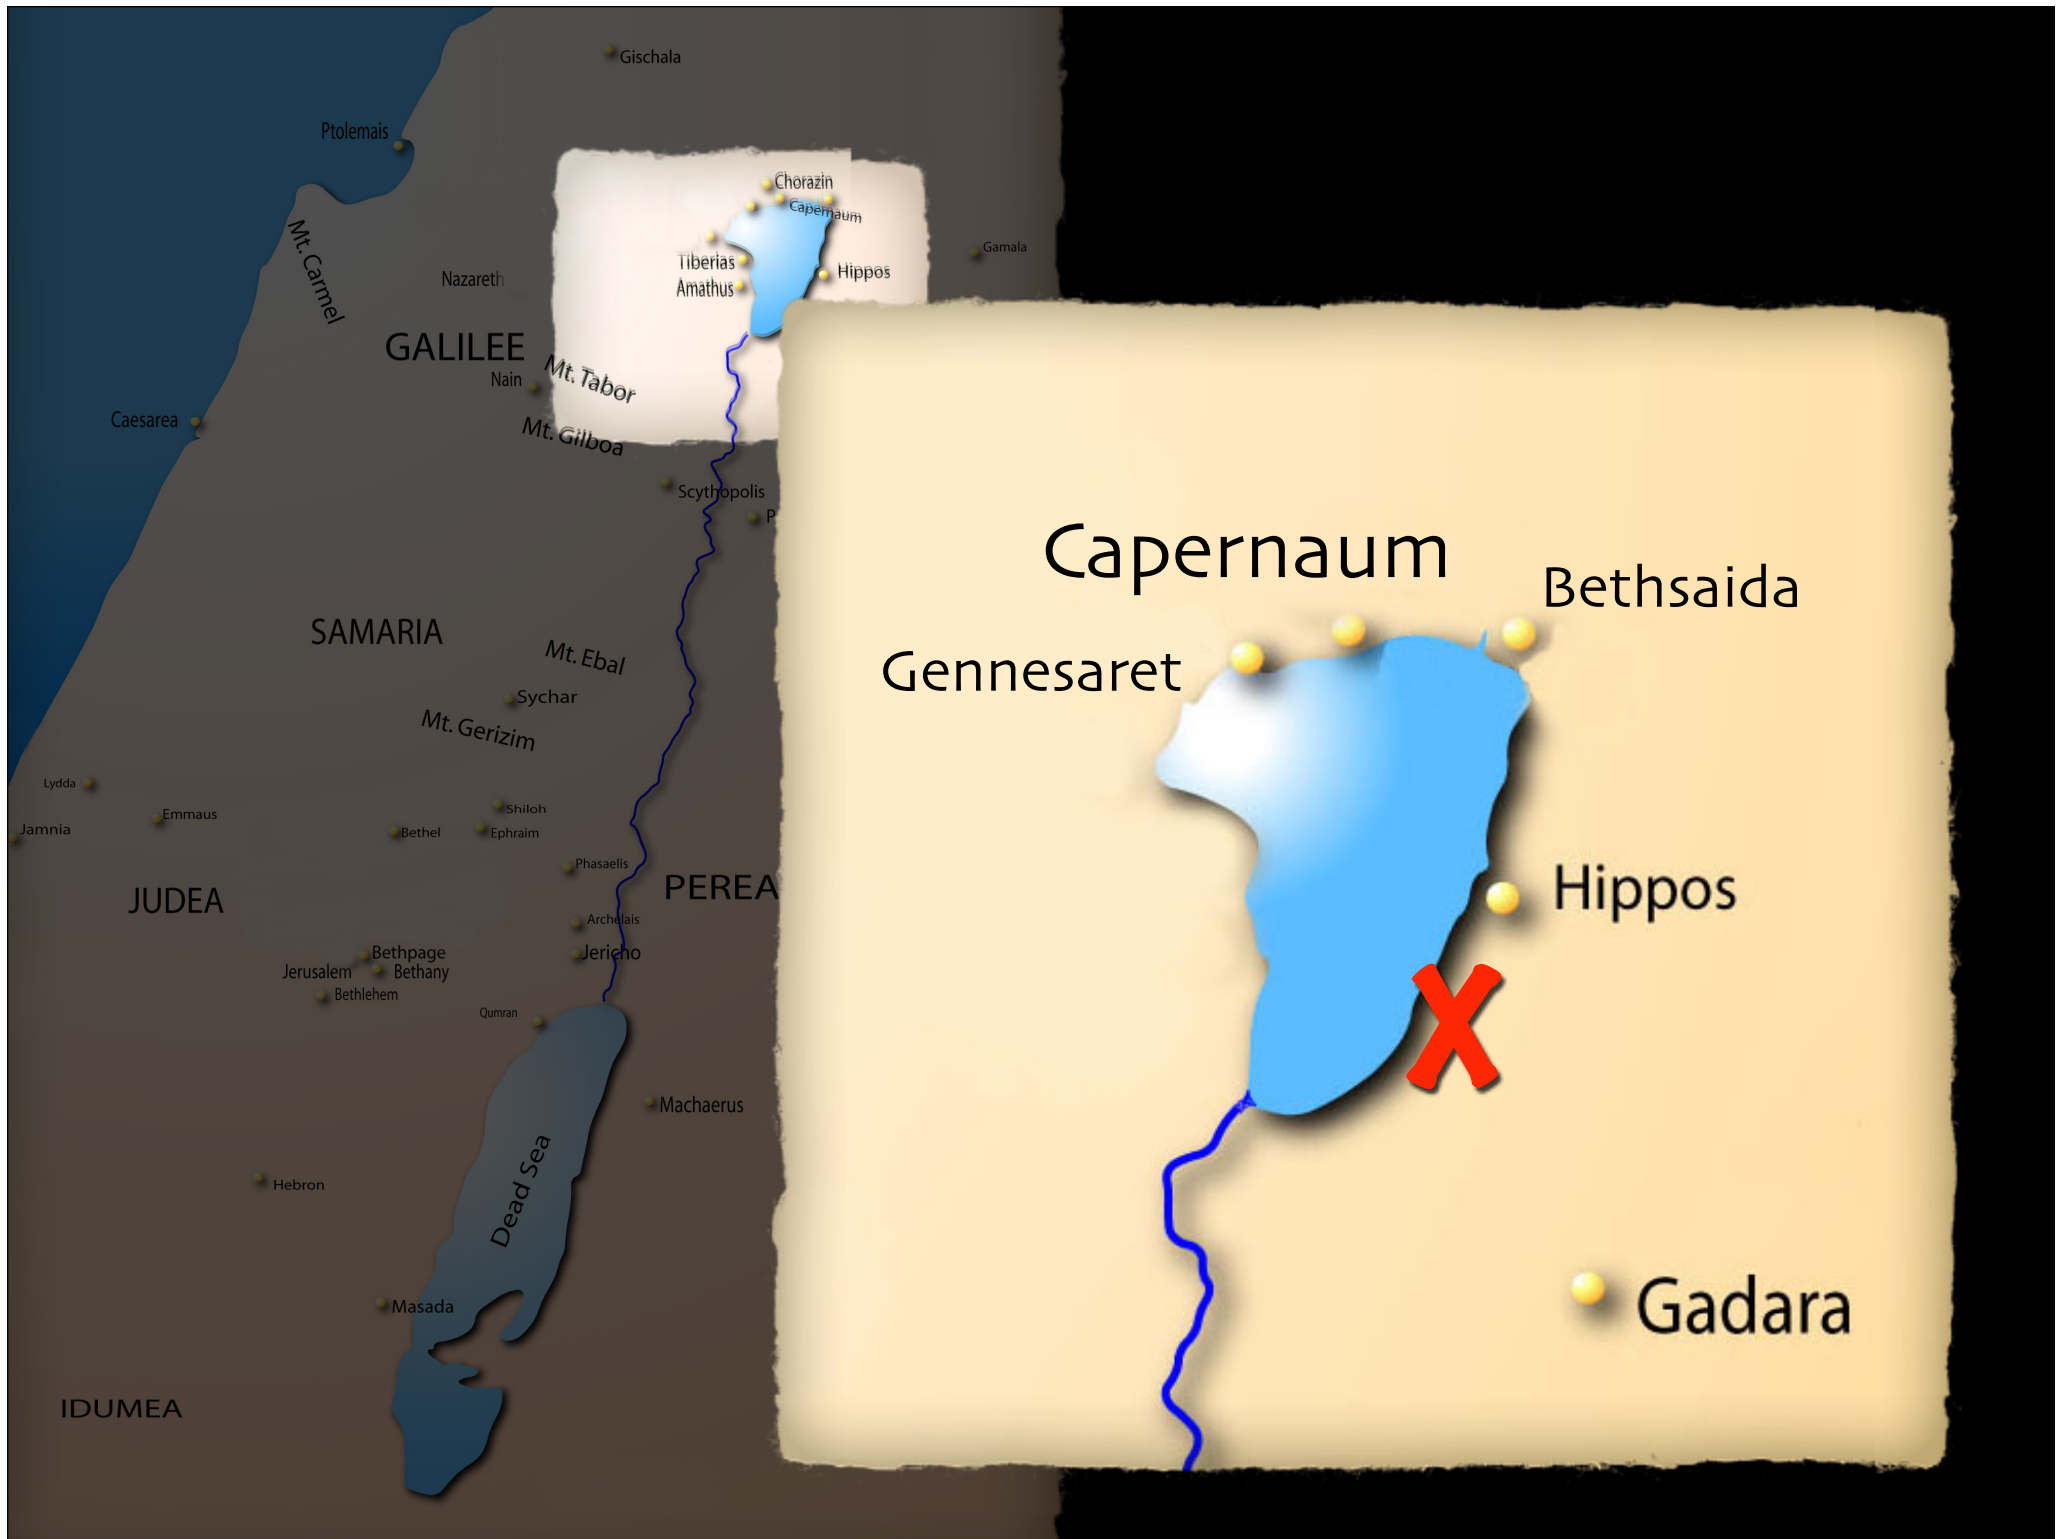 Gischala
Ptolemais
Chorazin
Capernaum
Mt. Carmel
Gamala
Tiberias
Hippos
Nazareth
Amathus
GALILEE
Mt. Tabor
Nain
Caesarea
Mt. Gilboa
Scythopolis
P
Capernaum
Bethsaida
Gennesaret
Hippos
Gadara
SAMARIA
Mt. Ebal
Sychar
Mt. Gerizim
Lydda
Emmaus
Shiloh
Jamnia
Bethel
Ephraim
Phasaelis
JUDEA
PEREA
Archelais
Bethpage
Jericho
Jerusalem
Bethany
Bethlehem
Qumran
Machaerus
Dead Sea
Hebron
Masada
IDUMEA